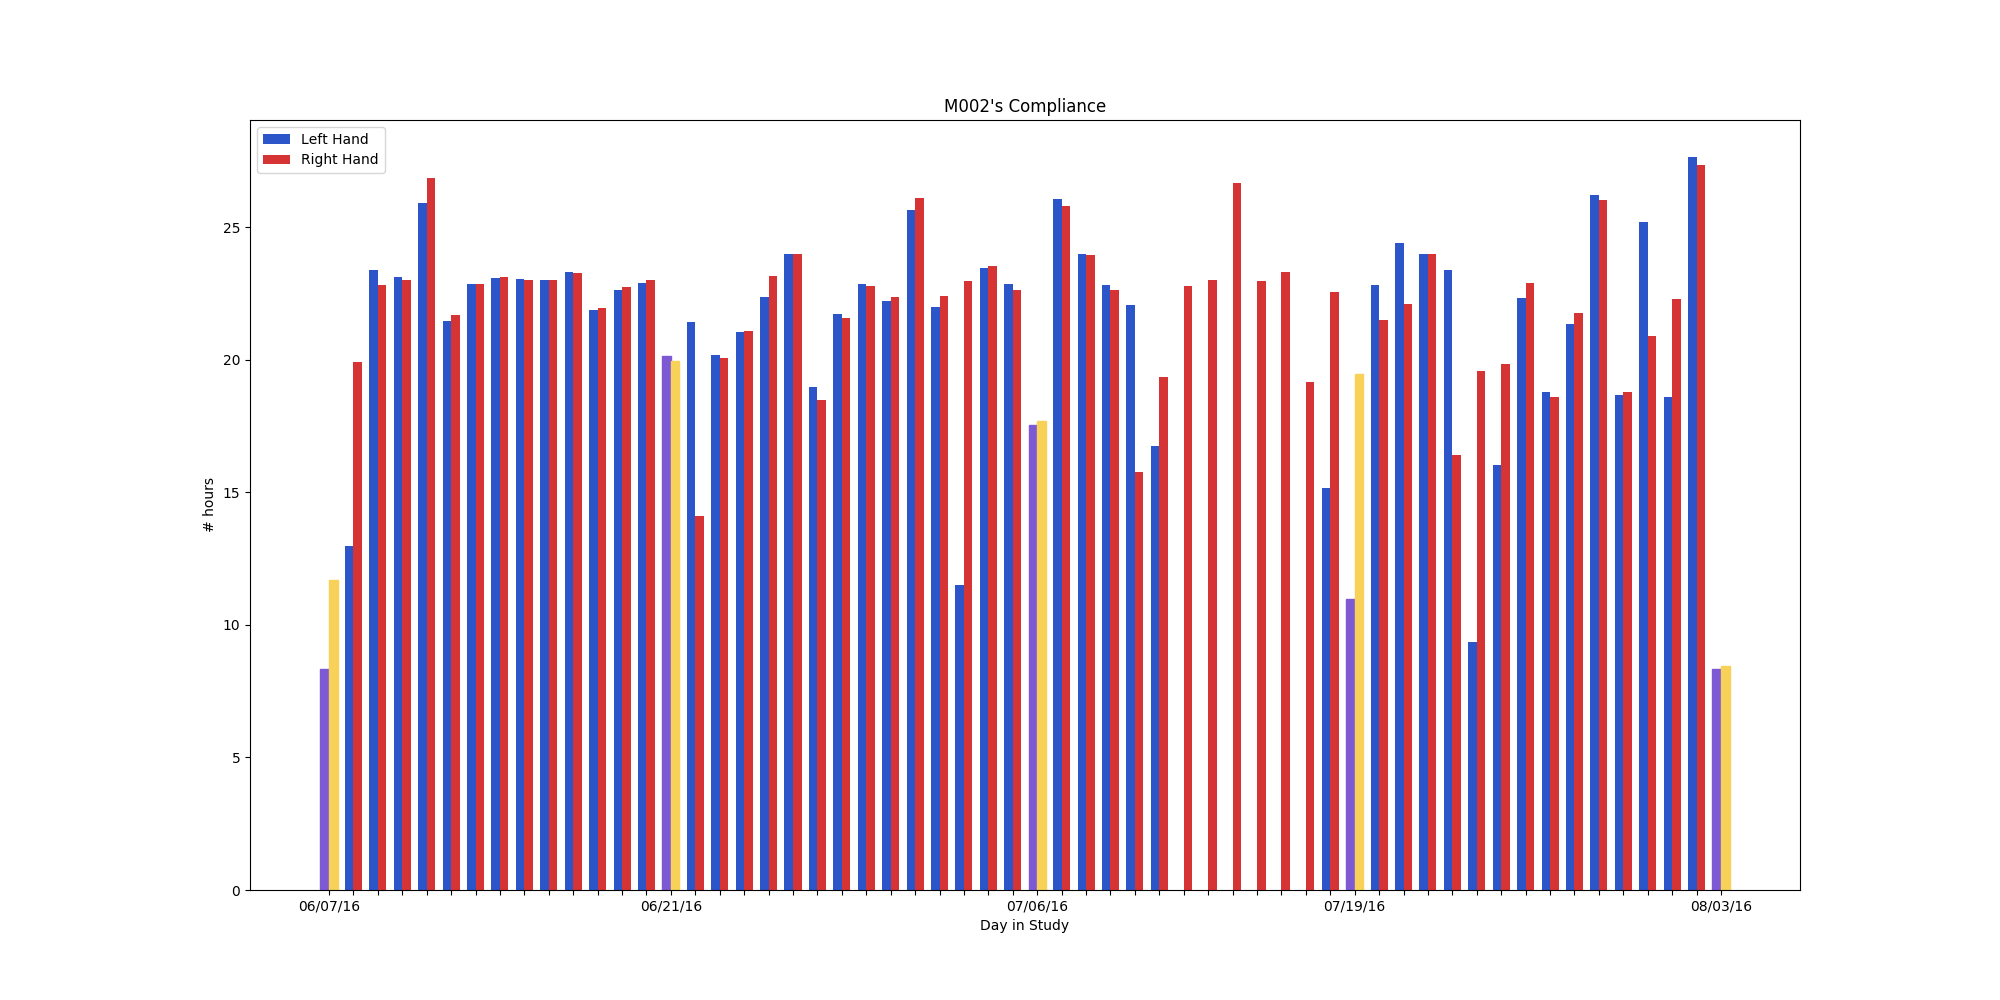 M002's Compliance
Left Hand
Right Hand
25
20
15
10
5
0
# hours
06/07/16 06/21/16 07/06/16 07/19/16 08/03/16
Day in Study